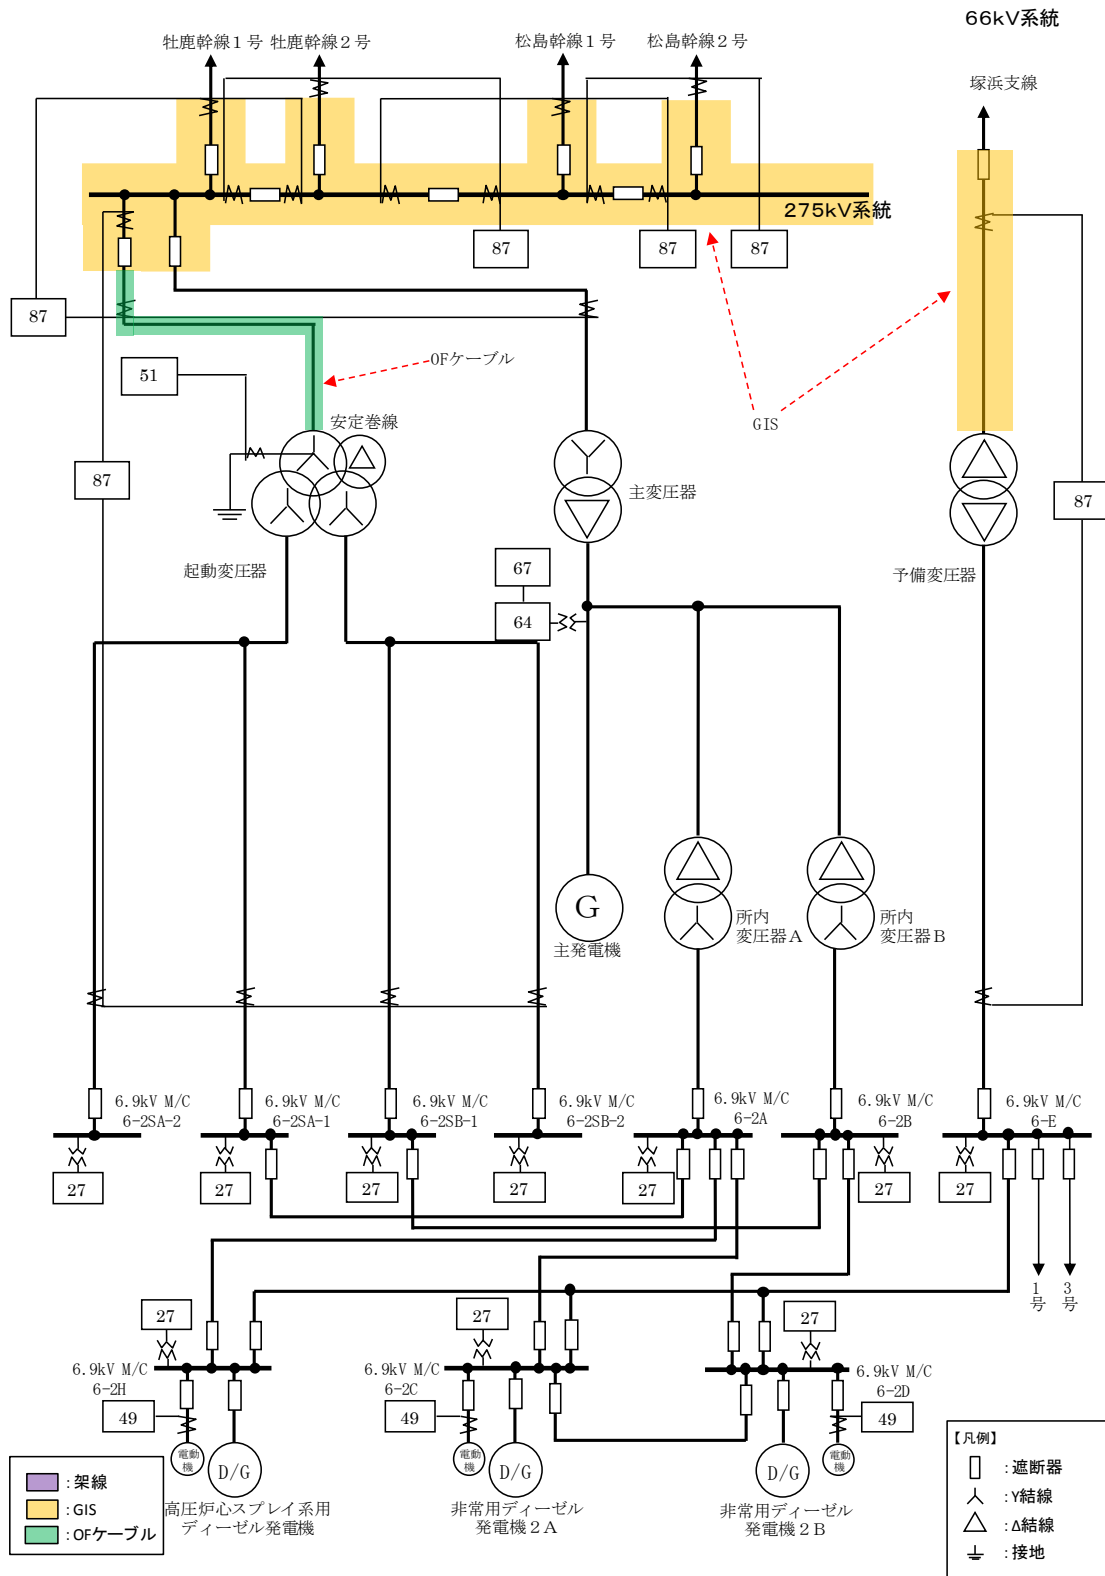 66kV系統
牡鹿幹線1号 牡鹿幹線2号 松島幹線1号 松島幹線2号
塚浜支線
275kV系統
87 87 87
87
OFケーブル
51
GIS
安定巻線
87
主変圧器
87
起動変圧器
67
予備変圧器
64
G
主発電機
所内
変圧器A
所内
変圧器B
6.9kV M/C
6-2SA-2
6.9kV M/C
6-2SA-1
6.9kV M/C
6-2SB-1
6.9kV M/C
6-2SB-2
6.9kV M/C
6-2A
6.9kV M/C
6-2B
6.9kV M/C
6-E
27 27 27 27 27 27 27
1号
3号
27 27 27
6.9kV M/C
6-2H
6.9kV M/C
6-2C
6.9kV M/C
6-2D
49 49 49
電動
機
D/G
電動
機
D/G
D/G
電動
機
高圧炉心スプレイ系用
ディーゼル発電機
非常用ディーゼル
発電機2A
非常用ディーゼル
発電機2B
:架線
:GIS
:OFケーブル
【凡例】
:遮断器
:Y結線
:Δ結線
:接地